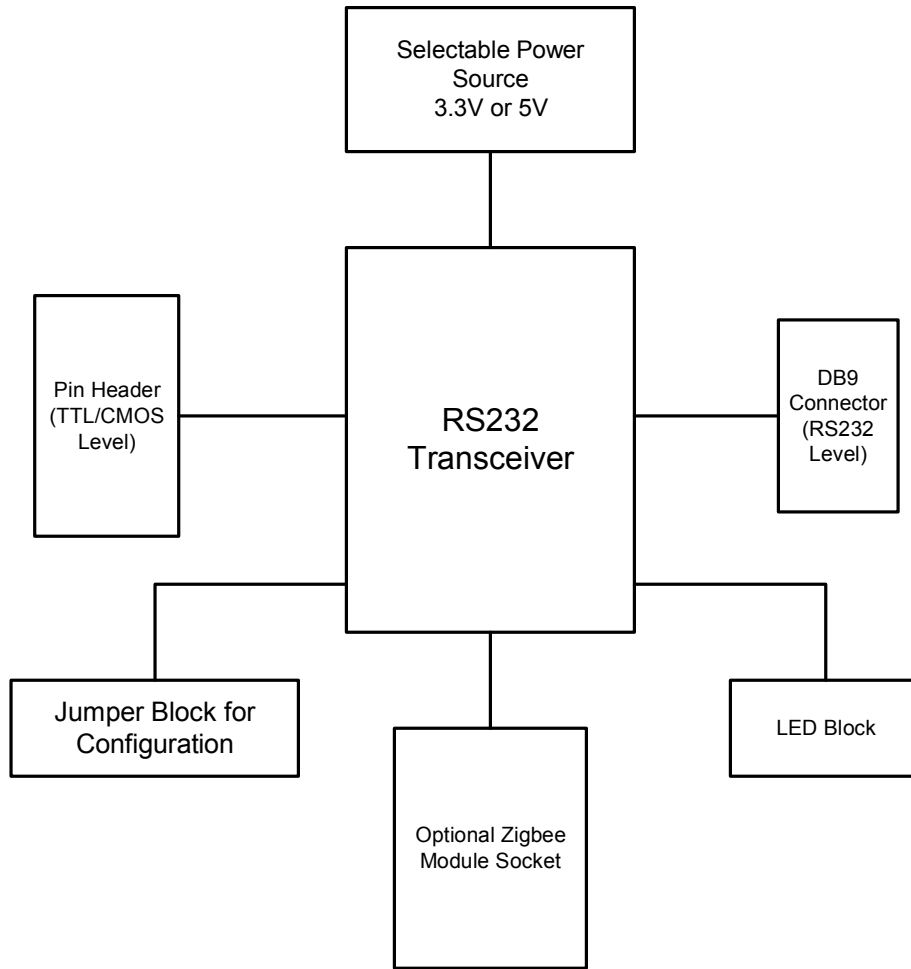 Selectable Power
Source
3.3V or 5V
Pin Header
(TTL/CMOS
Level)
RS232
Transceiver
DB9
Connector
(RS232
Level)
Jumper Block for
Configuration
Optional Zigbee
Module Socket
LED Block